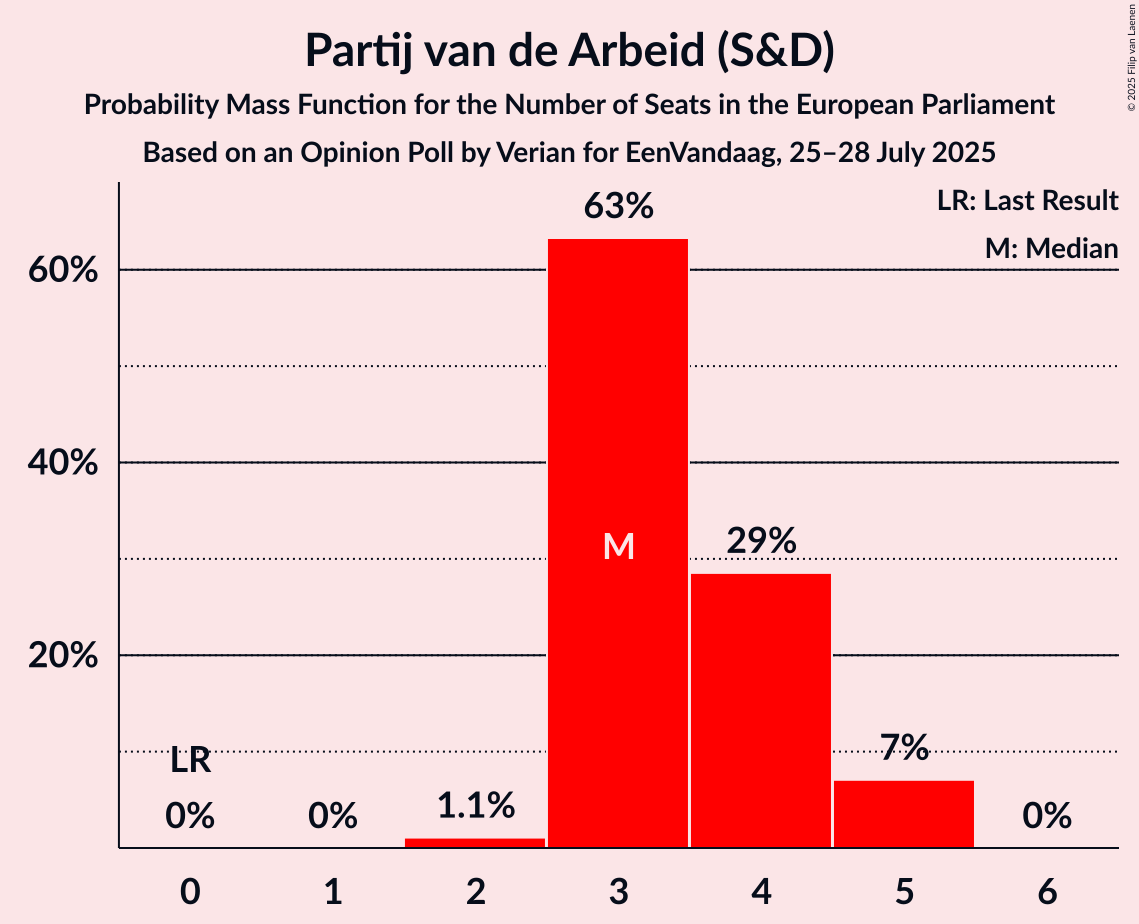 Partij van de Arbeid (S&D)
Probability Mass Function for the Number of Seats in the European Parliament
Based on an Opinion Poll by Verian for EenVandaag, 25–28 July 2025
© 2025 Filip van Laenen
LR: Last Result
M: Median
63%
60%
40%
M
29%
20%
LR
7%
0%
0%
1.1%
0%
0
1
2
3
4
5
6